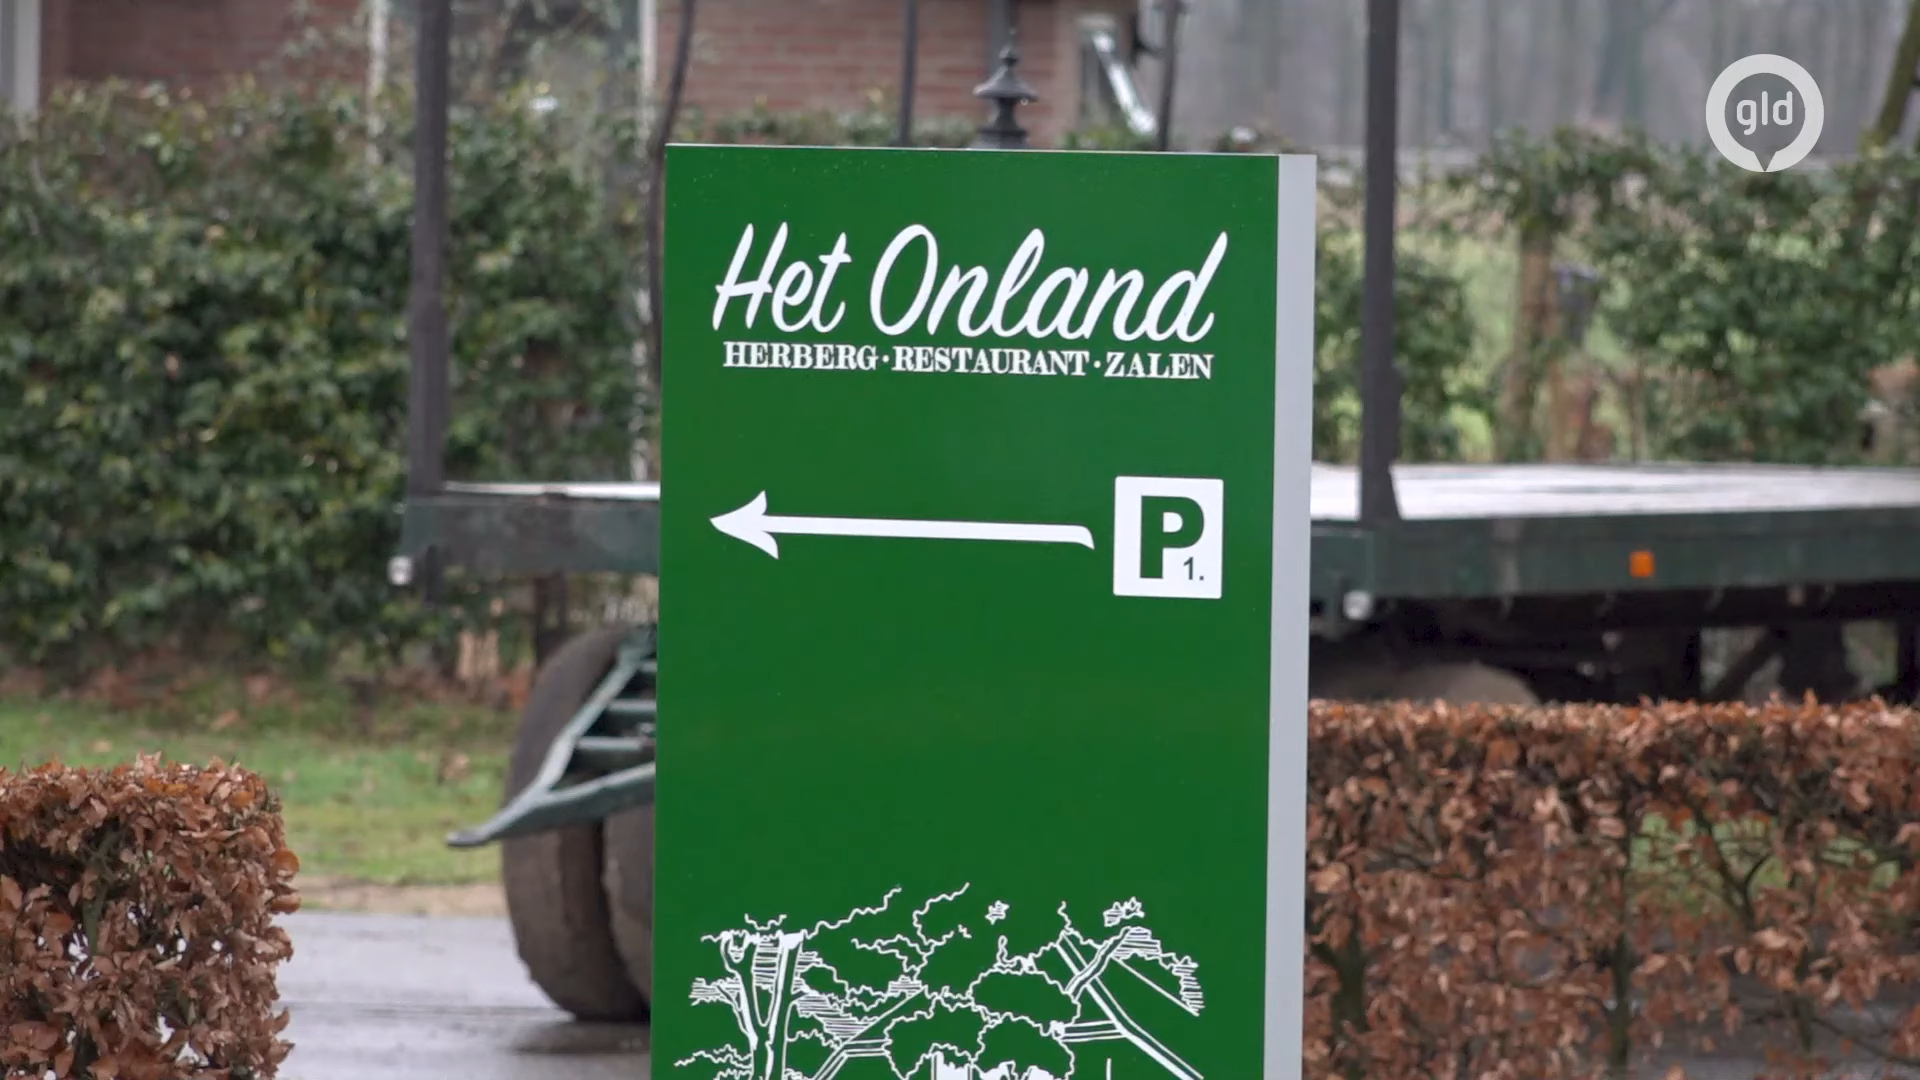 gld
Het Onland
HERBERG · RESTAURANT · ZALEN
P
1.